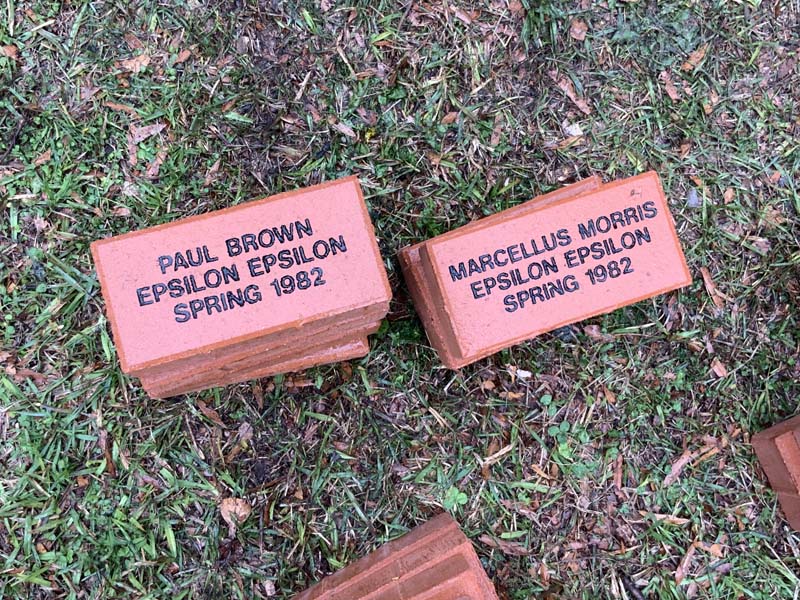 PAUL BROWN
EPSILON EPSILON
SPRING 1982
MARCELLUS MORRIS
EPSILON EPSILON
SPRING 1982